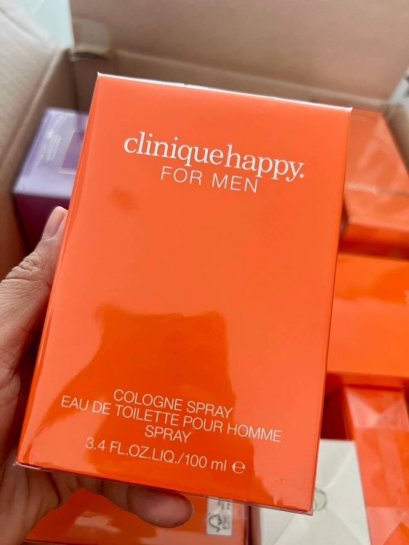 cliniquehappy.
FOR MEN
COLOGNE SPRAY
EAU DE TOILETTE POUR HOMME
SPRAY
3.4 FL.OZ.LIQ./100 ml ℮